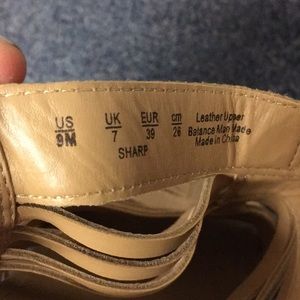 US UK EUR cm
9M 7 39 26
SHARP
Leather Upper
Balance Man Made
Made in China